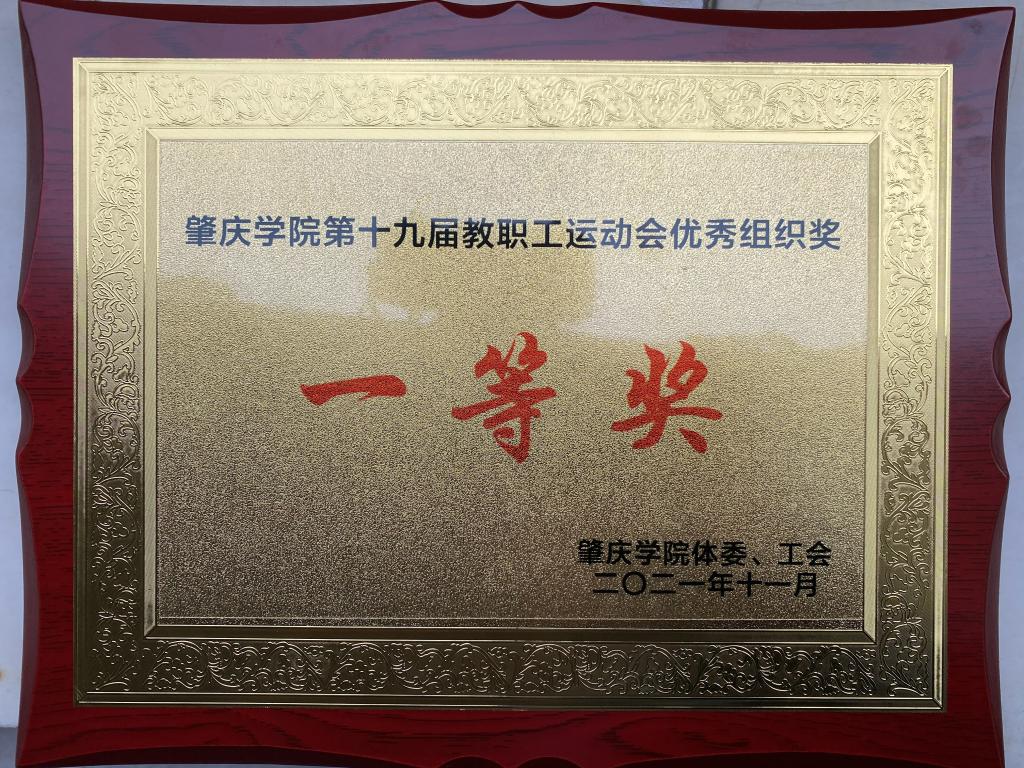 肇庆学院第十九届教职工运动会优秀组织奖
一等奖
肇庆学院体委、工会
二〇二一年十一月